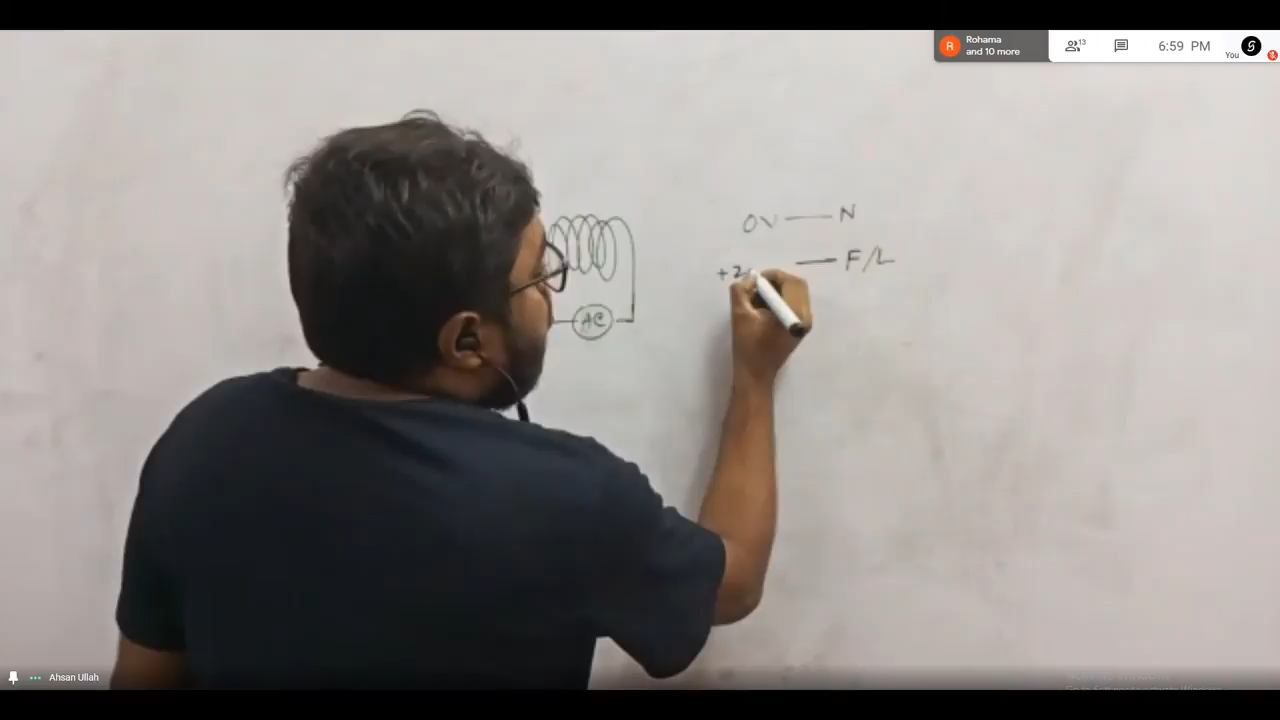 Rohama
and 10 more
R
13
6:59 PM
You
OV — N
— F/L
+2
AC
Ahsan Ullah